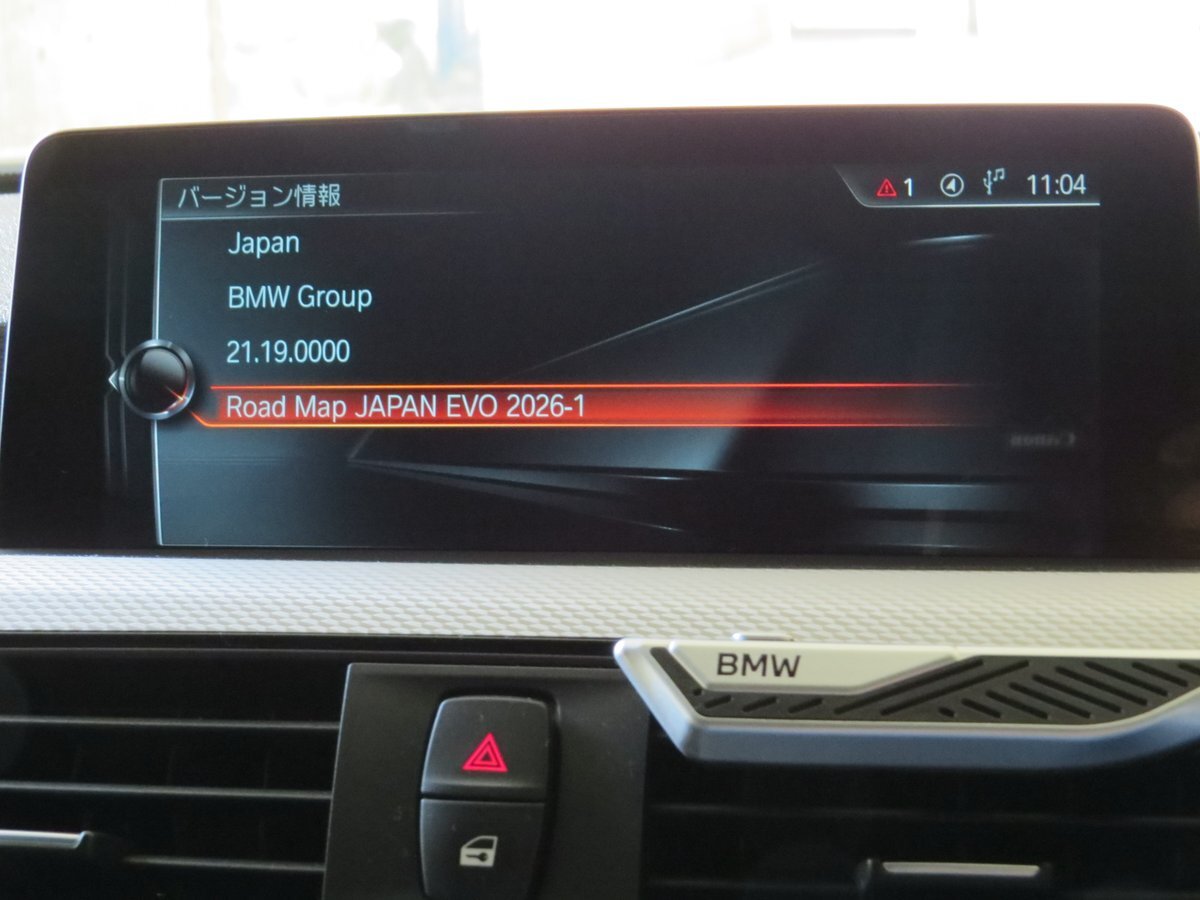 バージョン情報
1 11:04
Japan
BMW Group
21.19.0000
Road Map JAPAN EVO 2026-1
BMW